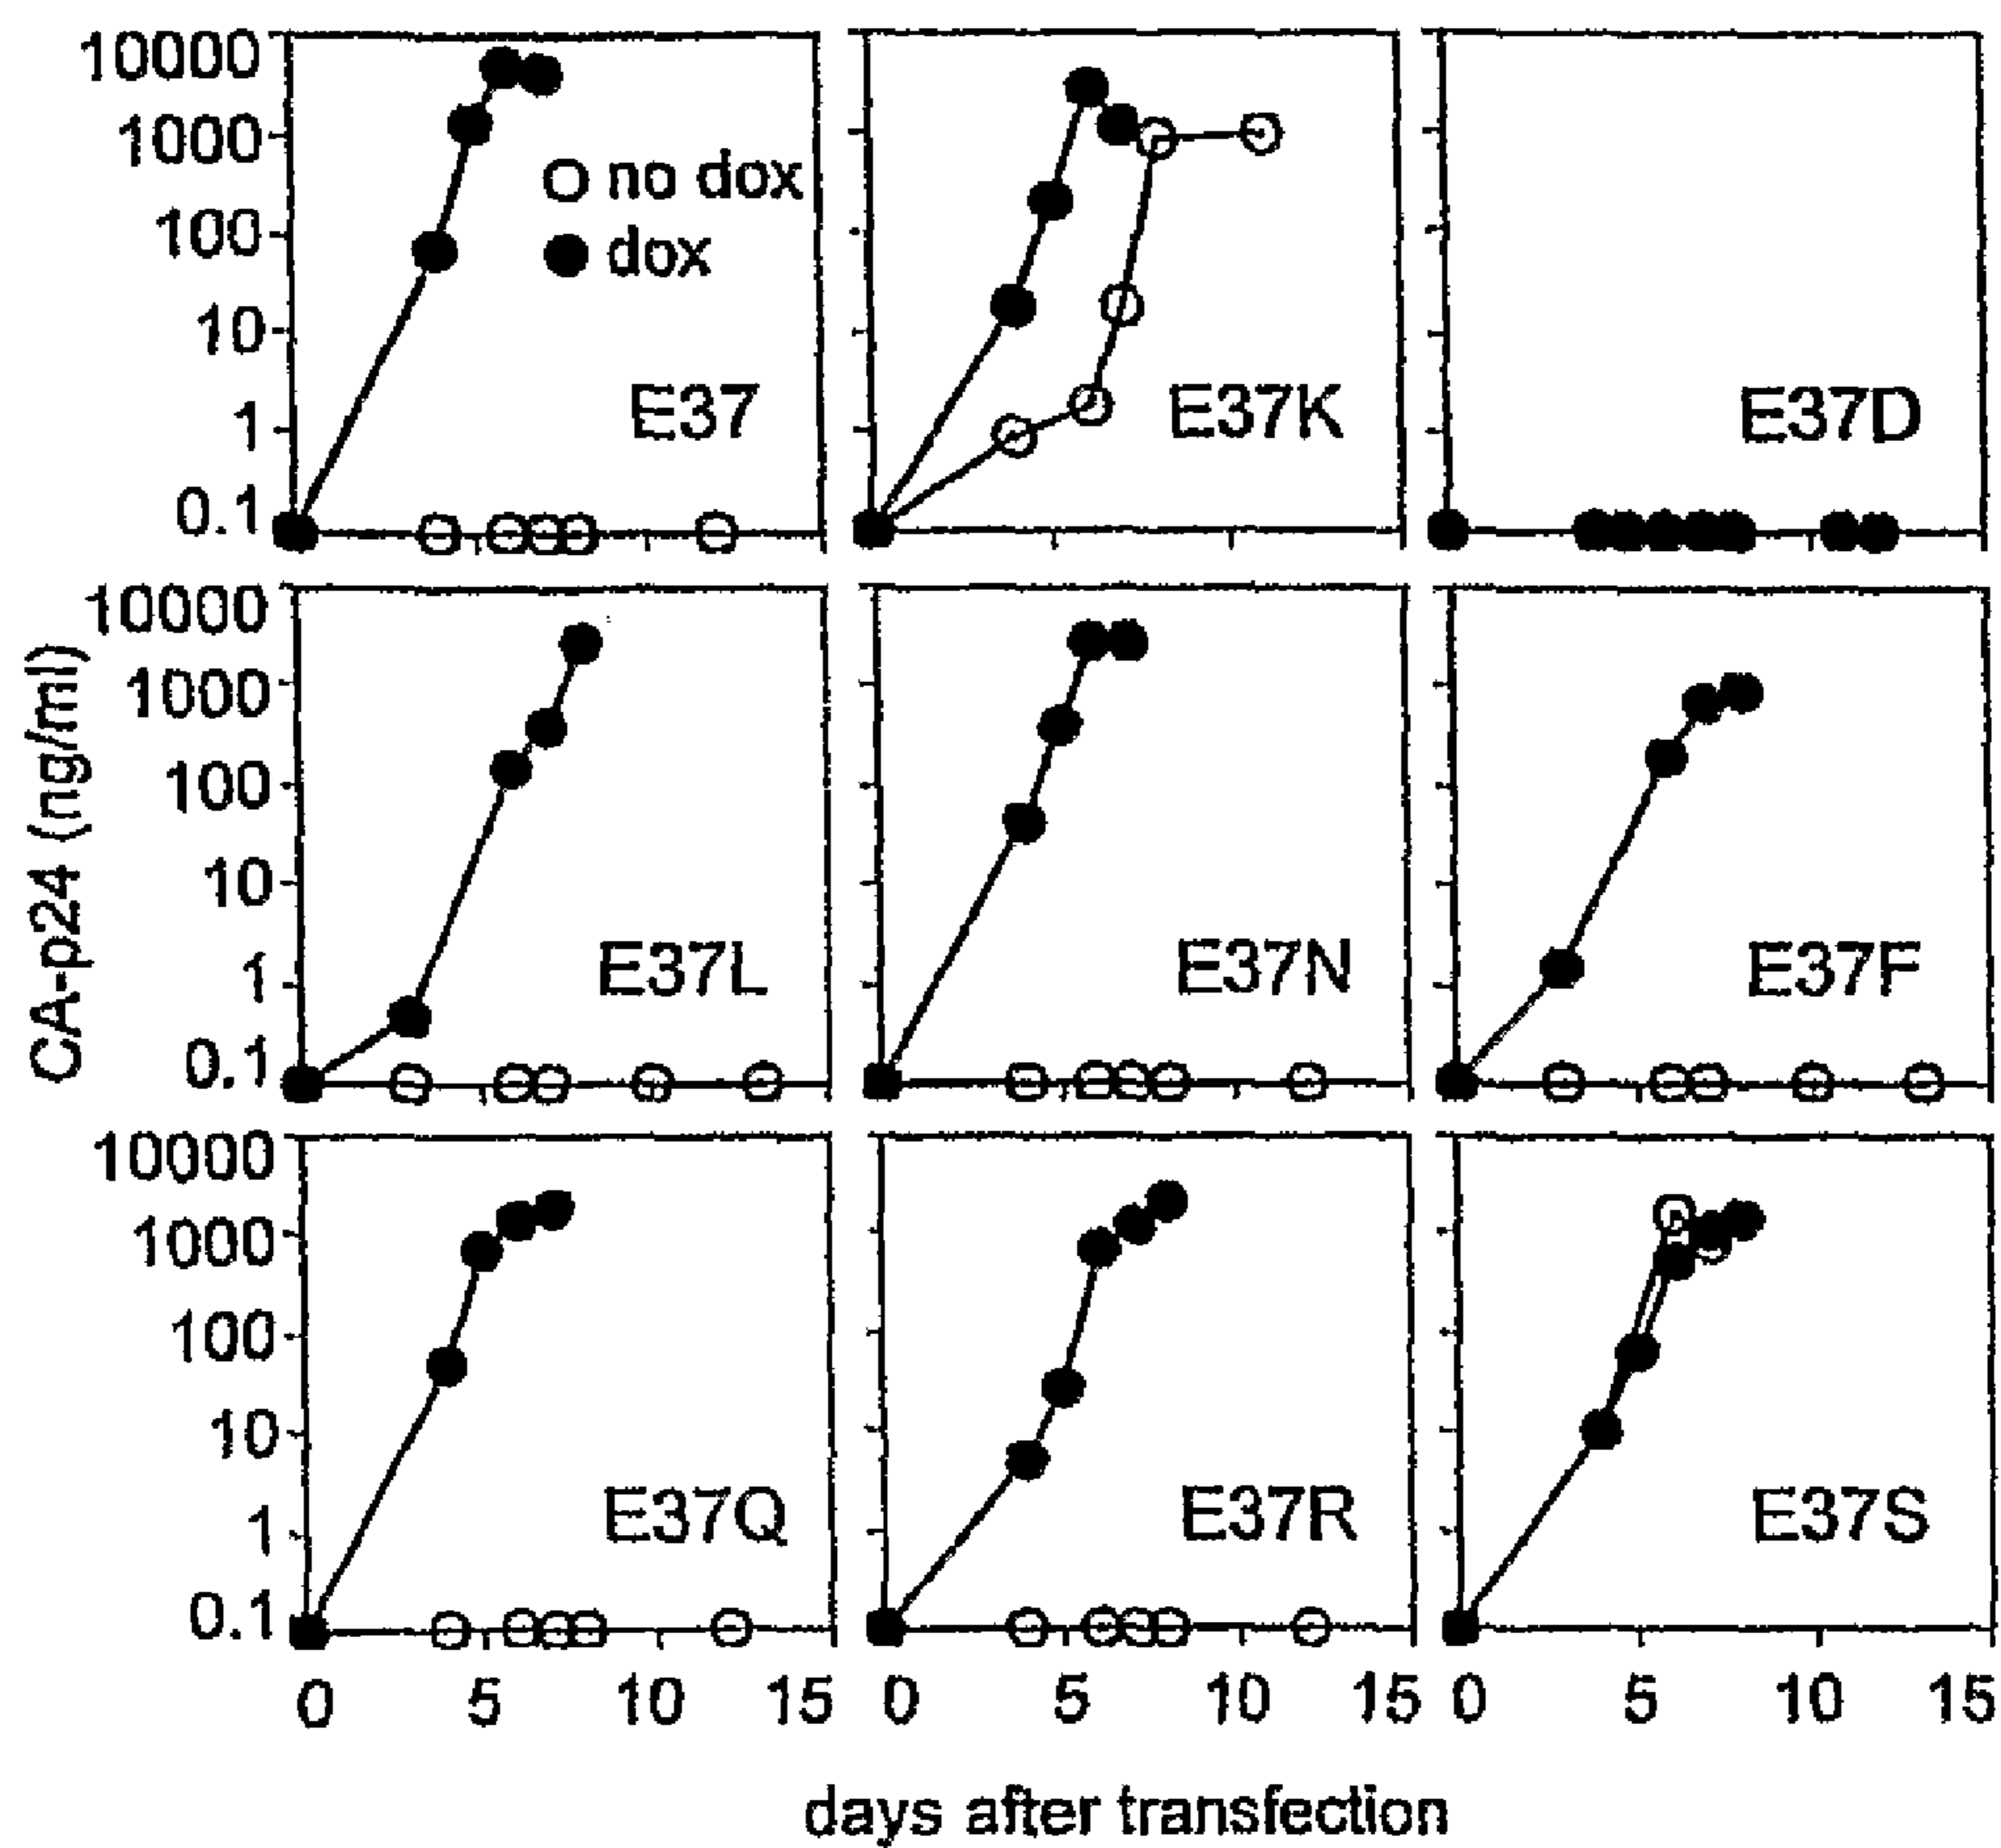 10000
1000
100
10
1
0.1
no dox
dox
E37
E37K
E37D
CA-p24 (ng/ml)
10000
1000
100
10
1
0.1
E37L
E37N
E37F
10000
1000
100
10
1
0.1
E37Q
E37R
E37S
0 5 10 15 0 5 10 15 0 5 10 15
days after transfection